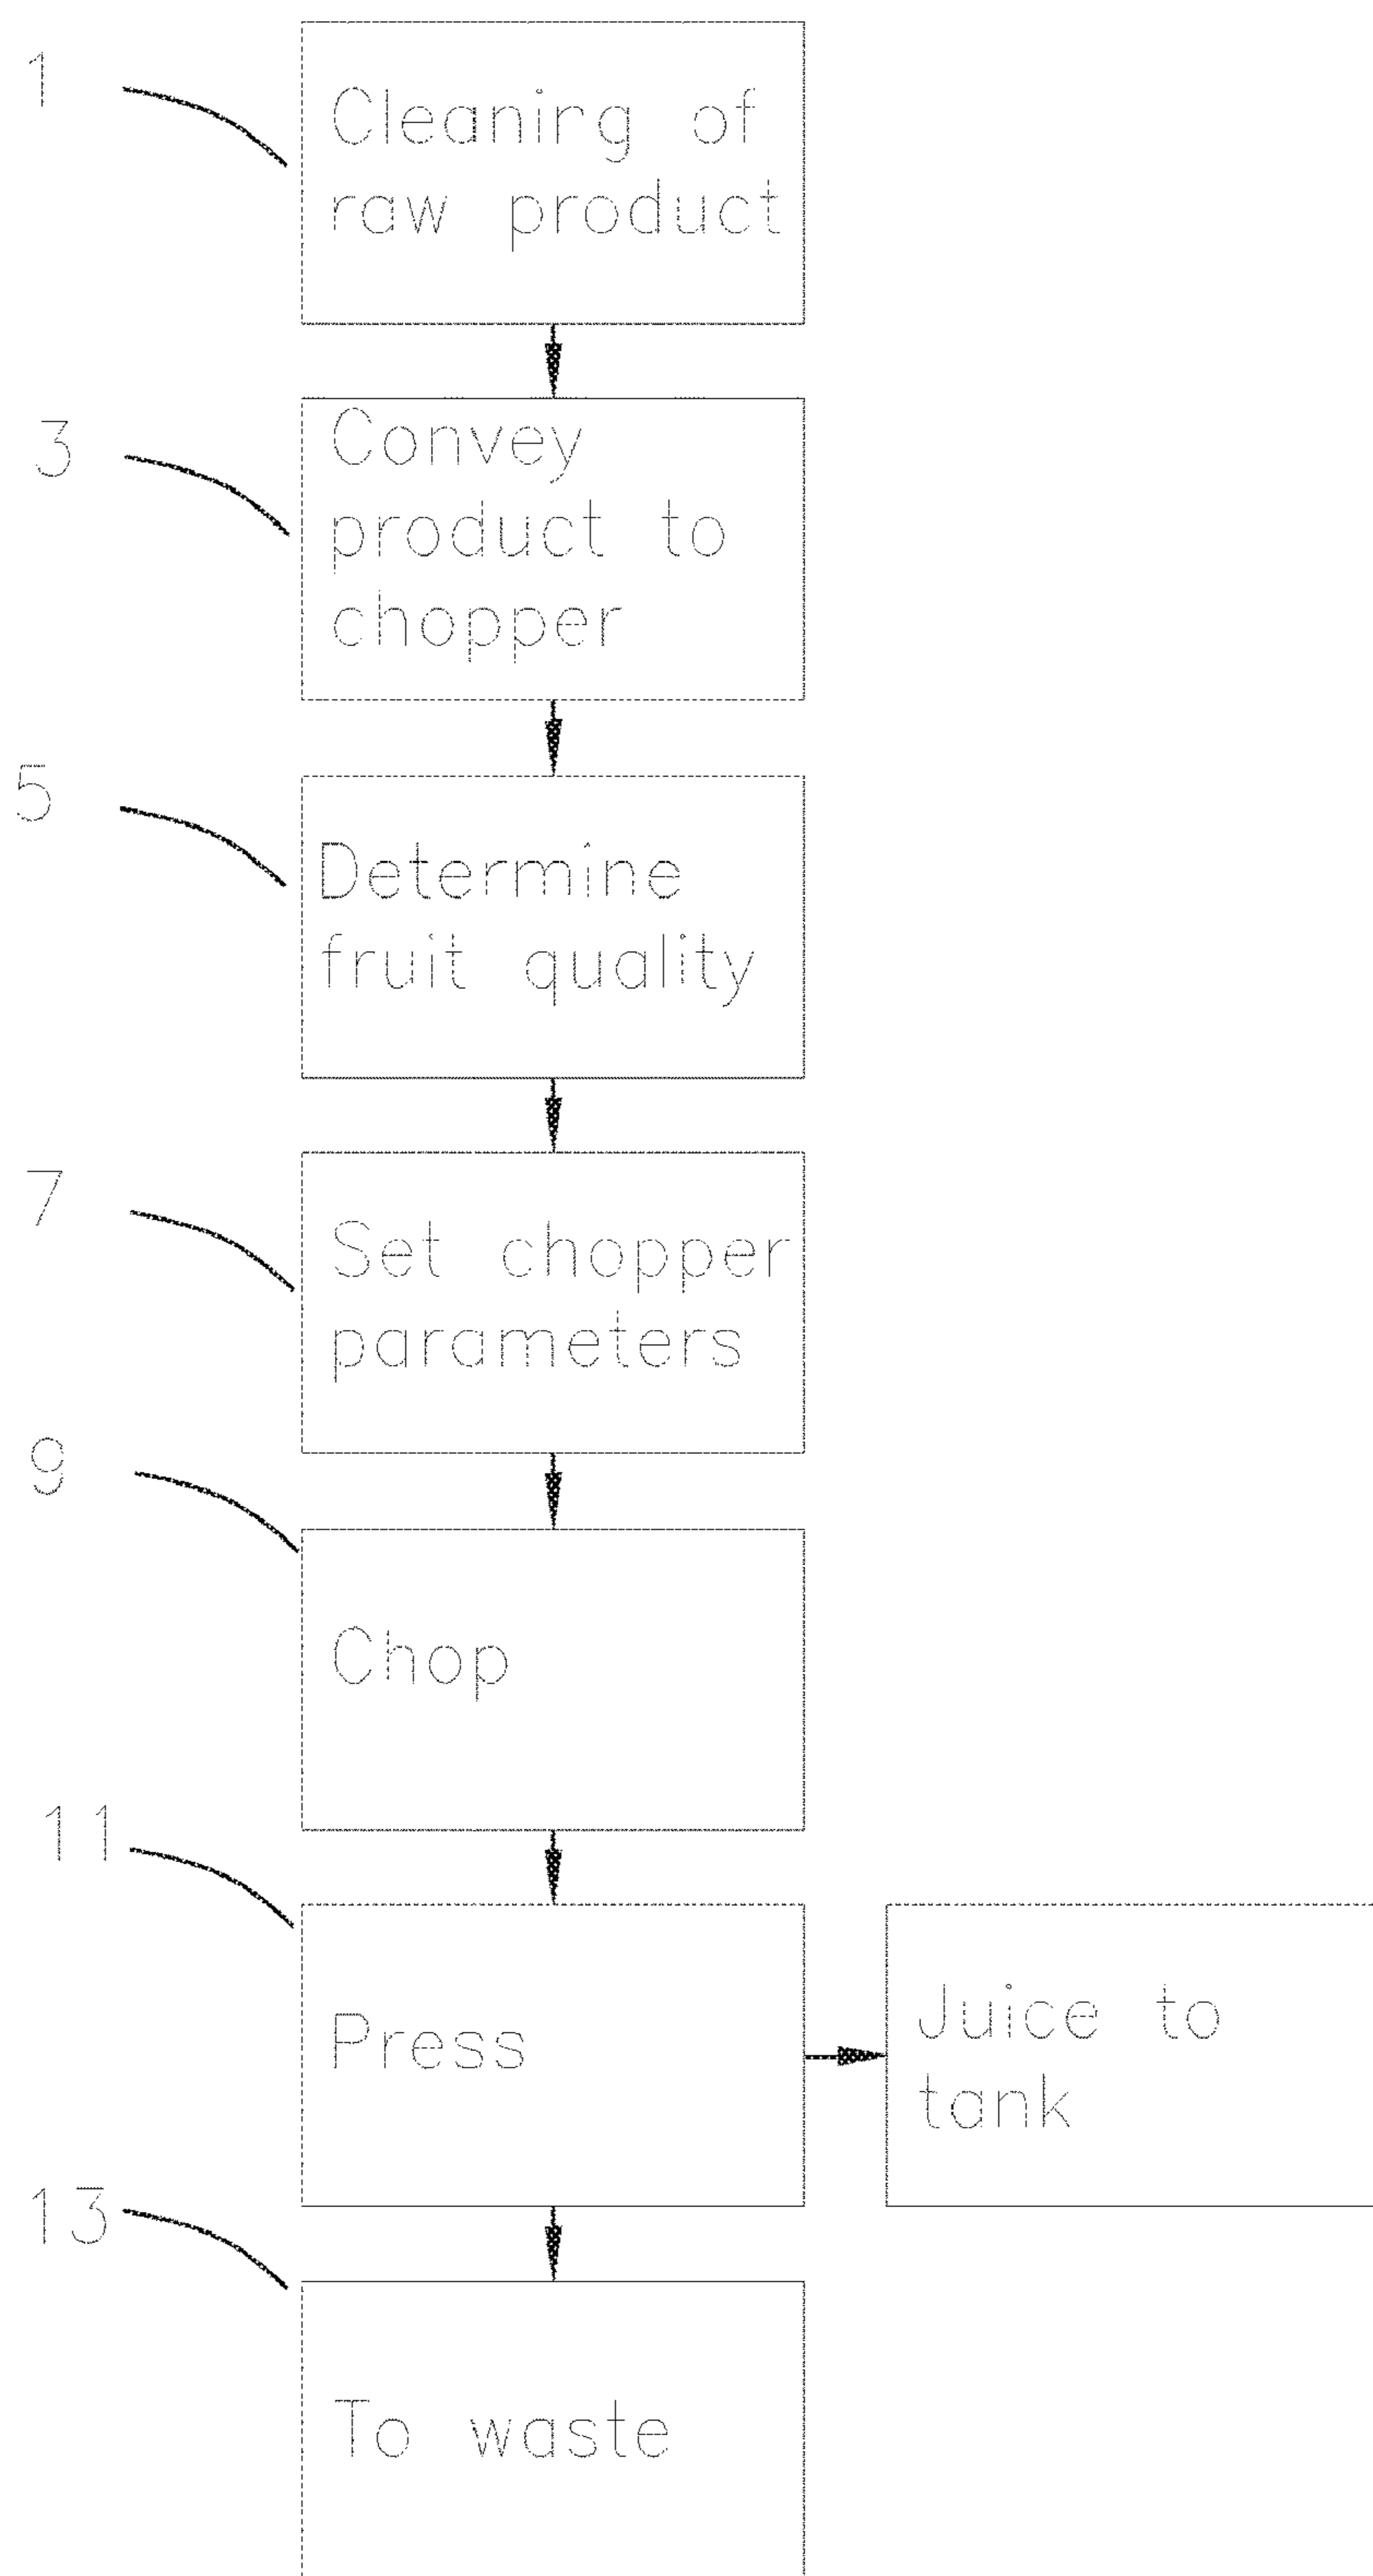 1
Cleaning of
raw product
3
Convey
product to
chopper
5
Determine
fruit quality
7
Set chopper
parameters
9
Chop
11
Press
Juice to
tank
13
To waste